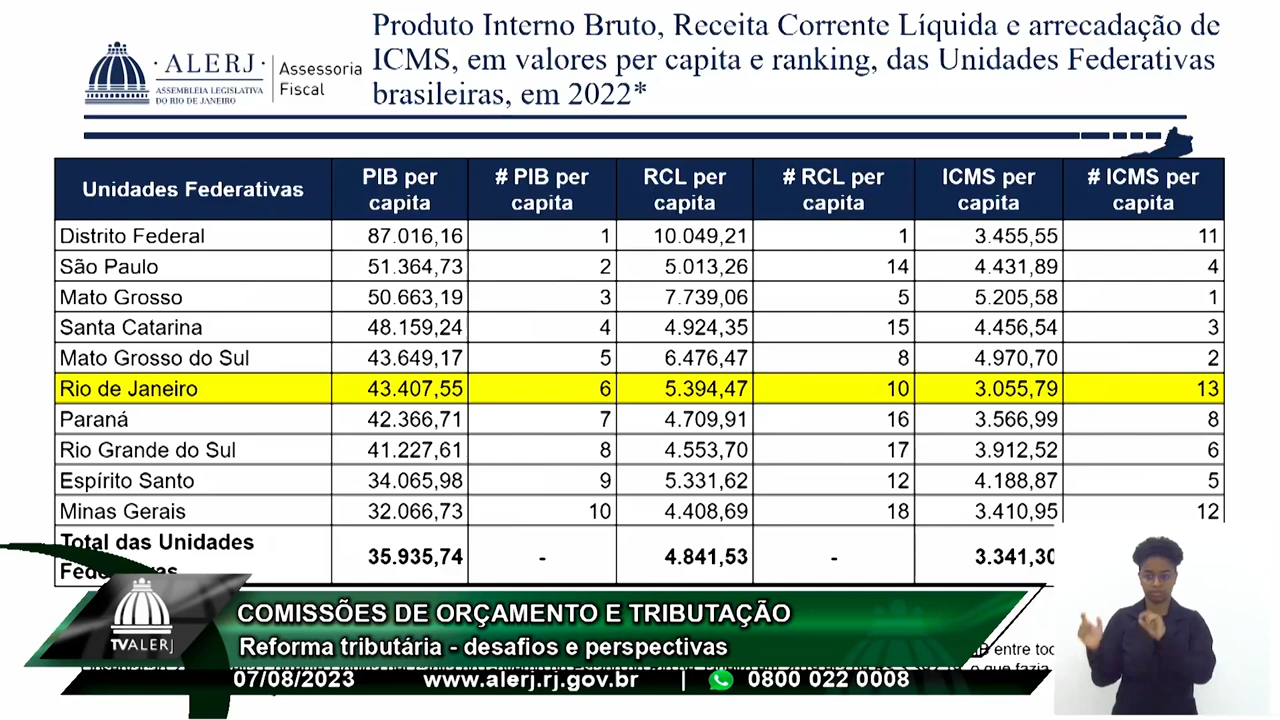 Produto Interno Bruto, Receita Corrente Líquida e arrecadação de
ICMS, em valores per capita e ranking, das Unidades Federativas
brasileiras, em 2022*
· ALERJ ·
ASSEMBLEIA LEGISLATIVA
DO RIO DE JANEIRO
Assessoria
Fiscal
Unidades Federativas PIB per capita # PIB per capita RCL per capita # RCL per capita ICMS per capita # ICMS per capita
Distrito Federal 87.016,16 1 10.049,21 1 3.455,55 11
São Paulo 51.364,73 2 5.013,26 14 4.431,89 4
Mato Grosso 50.663,19 3 7.739,06 5 5.205,58 1
Santa Catarina 48.159,24 4 4.924,35 15 4.456,54 3
Mato Grosso do Sul 43.649,17 5 6.476,47 8 4.970,70 2
Rio de Janeiro 43.407,55 6 5.394,47 10 3.055,79 13
Paraná 42.366,71 7 4.709,91 16 3.566,99 8
Rio Grande do Sul 41.227,61 8 4.553,70 17 3.912,52 6
Espírito Santo 34.065,98 9 5.331,62 12 4.188,87 5
Minas Gerais 32.066,73 10 4.408,69 18 3.410,95 12
Total das Unidades 35.935,74 - 4.841,53 - 3.341,30
TVALERJ
COMISSÕES DE ORÇAMENTO E TRIBUTAÇÃO
Reforma tributária - desafios e perspectivas
entre
o que fazia
07/08/2023 www.alerj.rj.gov.br | 0800 022 0008